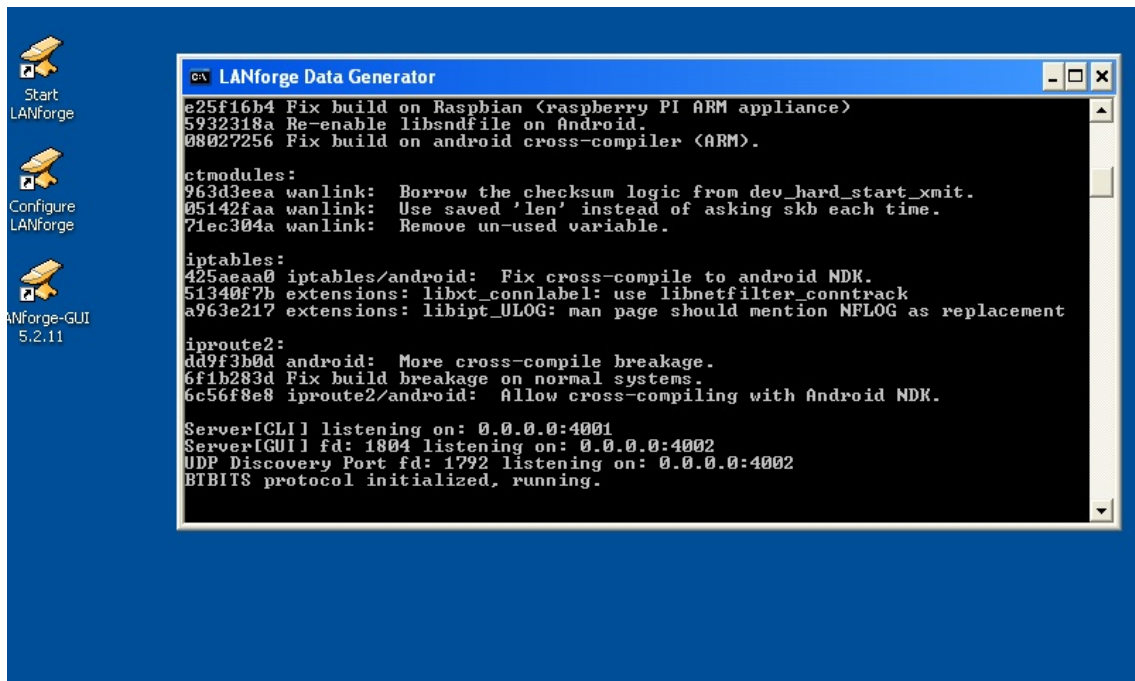 Start
LANforge
Configure
LANforge
ANforge-GUI
5.2.11
LANforge Data Generator
e25f16b4 Fix build on Raspbian (raspberry PI ARM appliance)
5932318a Re-enable libsndfile on Android.
08027256 Fix build on android cross-compiler (ARM).
ctmodules:
963d3eea wanlink:  Borrow the checksum logic from dev_hard_start_xmit.
05142faa wanlink:  Use saved 'len' instead of asking skb each time.
71ec304a wanlink:  Remove un-used variable.
iptables:
425aeaa0 iptables/android:  Fix cross-compile to android NDK.
51340f7b extensions: libxt_connlabel: use libnetfilter_conntrack
a963e217 extensions: libipt_ULOG: man page should mention NFLOG as replacement
iproute2:
dd9f3b0d android:  More cross-compile breakage.
6f1b283d Fix build breakage on normal systems.
6c56f8e8 iproute2/android:  Allow cross-compiling with Android NDK.
Server[CLI] listening on: 0.0.0.0:4001
Server[GUI] fd: 1804 listening on: 0.0.0.0:4002
UDP Discovery Port fd: 1792 listening on: 0.0.0.0:4002
BTBITS protocol initialized, running.